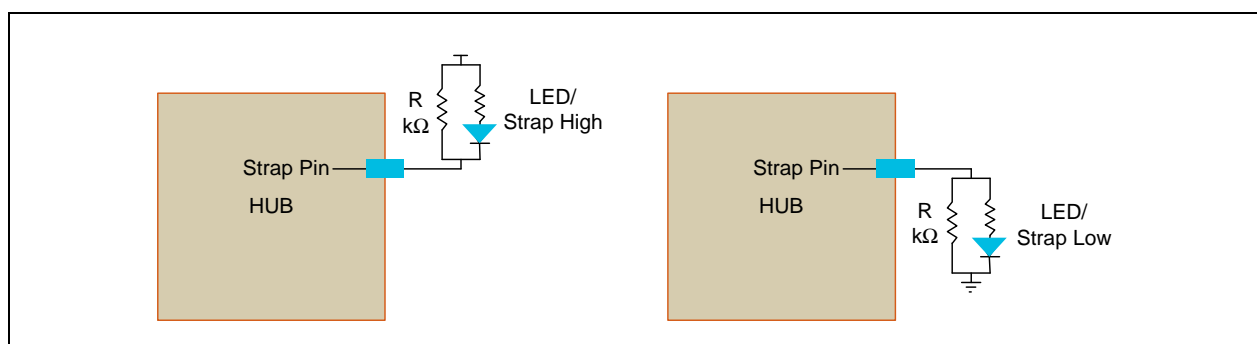 R
kΩ
LED/
Strap High
Strap Pin
HUB
Strap Pin
HUB
R
kΩ
LED/
Strap Low